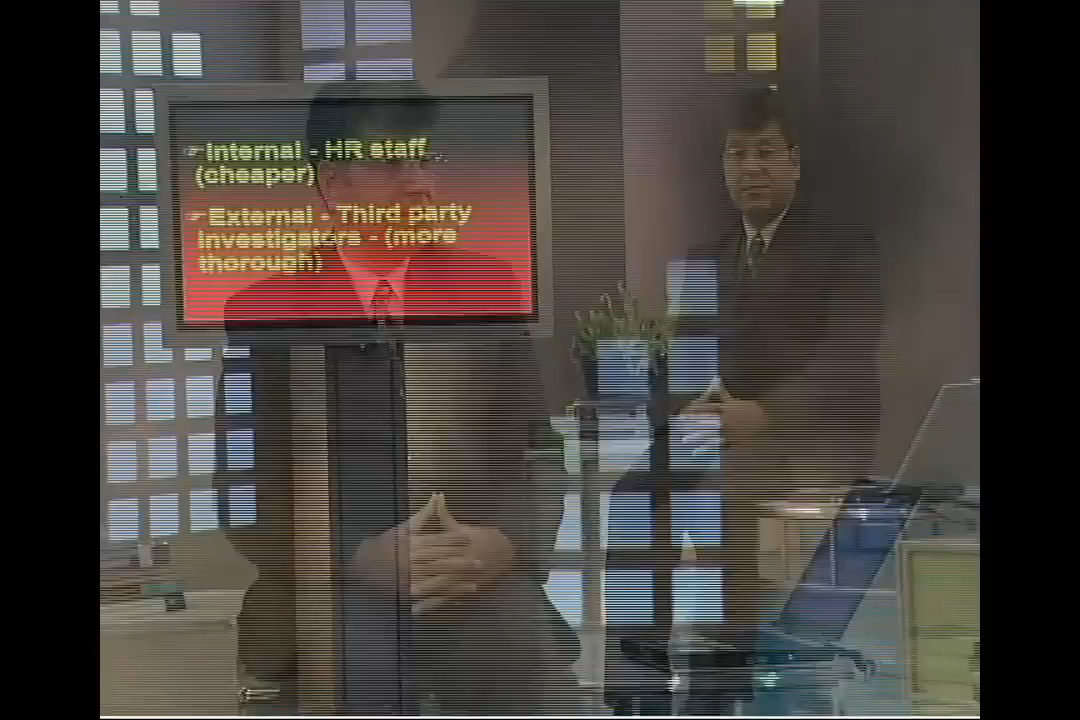 Internal - HR staff
(cheaper)
External - Third party
investigators - (more
thorough)